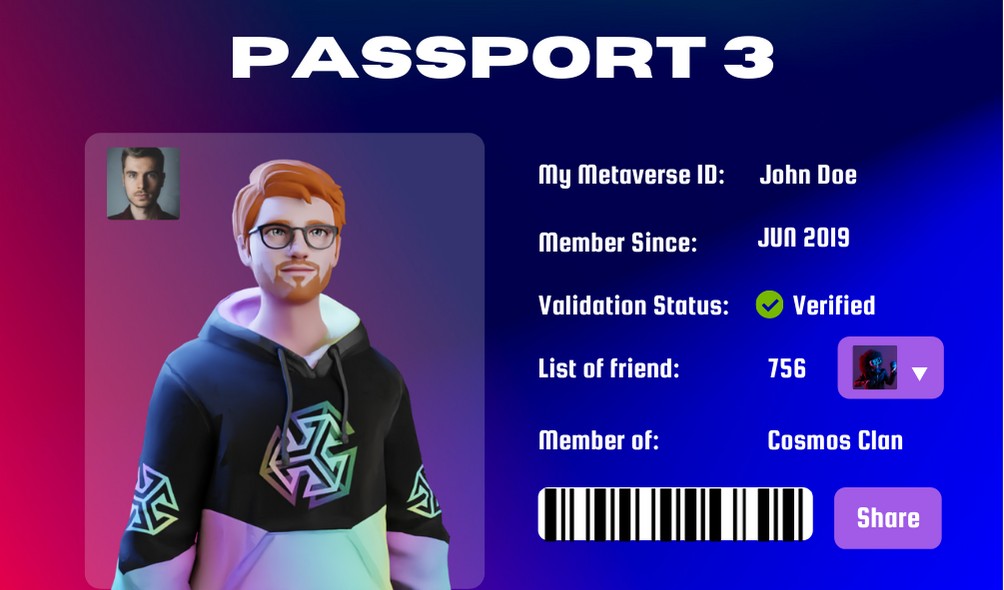 PASSPORT 3
My Metaverse ID: John Doe
Member Since: JUN 2019
Validation Status: Verified
List of friend: 756
Member of: Cosmos Clan
Share